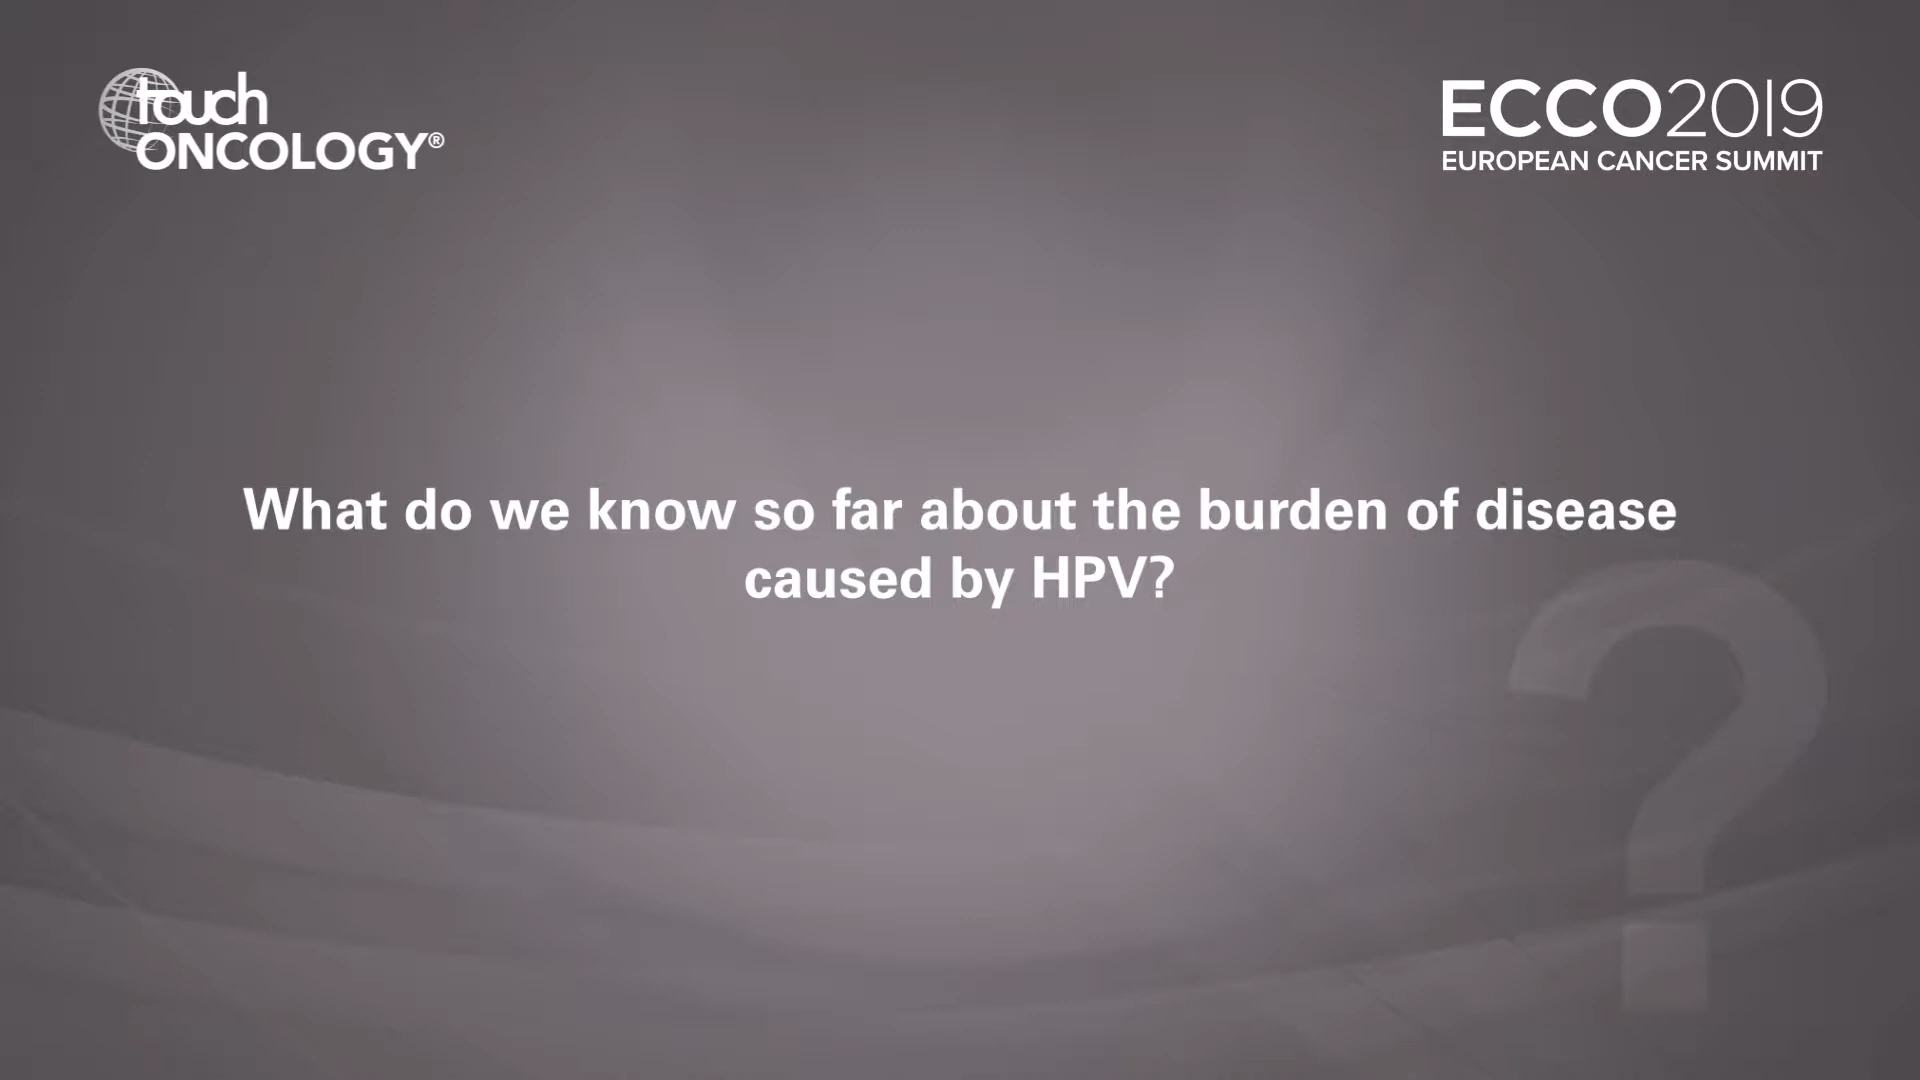 touch
ONCOLOGY®
ECCO2019
EUROPEAN CANCER SUMMIT
What do we know so far about the burden of disease
caused by HPV?
?